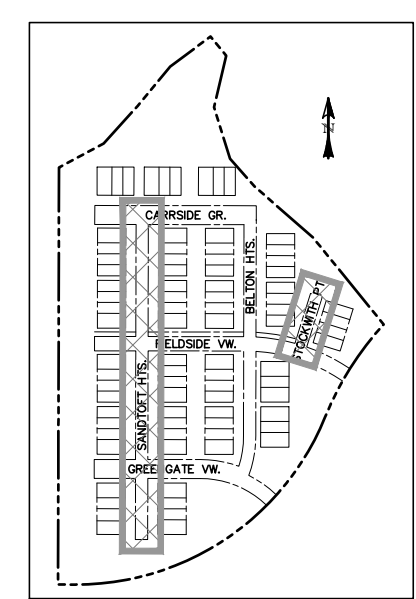 CARRSIDE GR.
BELTON HTS.
STOCKWITH PT.
FIELDSIDE VW.
SANDTOFT HTS.
GREENGATE VW.